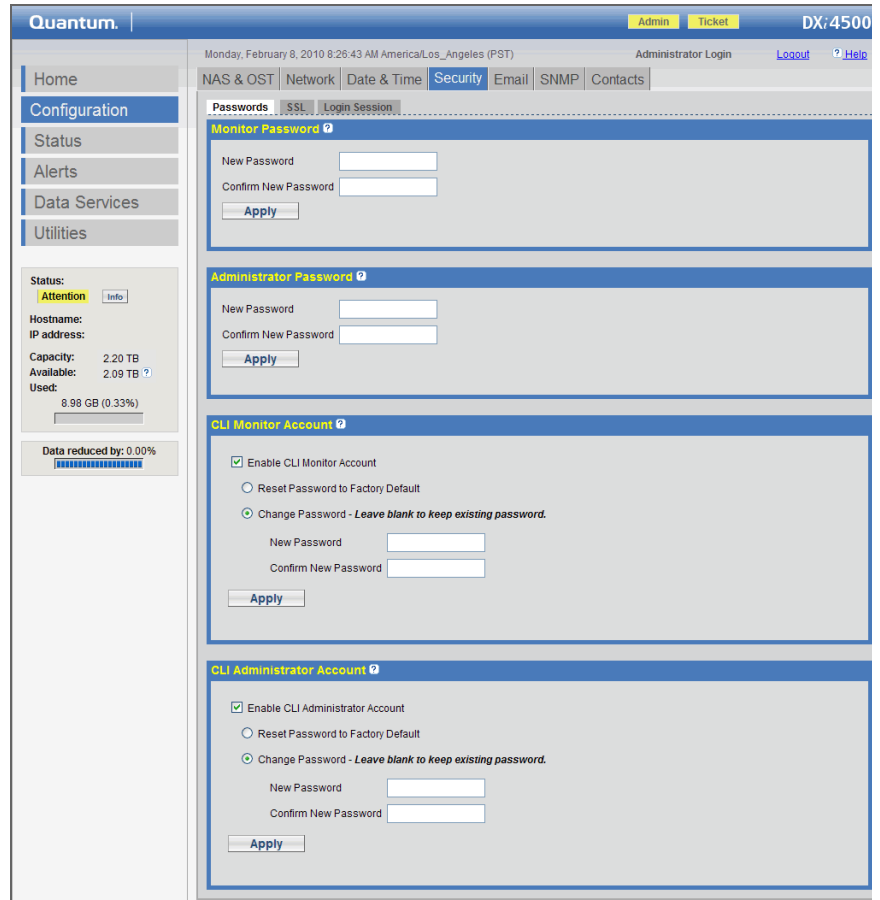 Quantum.
Admin Ticket DXi4500
Monday, February 8, 2010 8:26:43 AM America/Los_Angeles (PST) Administrator Login Logout ? Help
Home
Configuration
Status
Alerts
Data Services
Utilities
Status:
Attention Info
Hostname:
IP address:
Capacity: 2.20 TB
Available: 2.09 TB ?
Used:
8.98 GB (0.33%)
Data reduced by: 0.00%
NAS & OST Network Date & Time Security Email SNMP Contacts
Passwords SSL Login Session
Monitor Password ?
New Password
Confirm New Password
Apply
Administrator Password ?
New Password
Confirm New Password
Apply
CLI Monitor Account ?
Enable CLI Monitor Account
Reset Password to Factory Default
Change Password - Leave blank to keep existing password.
New Password
Confirm New Password
Apply
CLI Administrator Account ?
Enable CLI Administrator Account
Reset Password to Factory Default
Change Password - Leave blank to keep existing password.
New Password
Confirm New Password
Apply